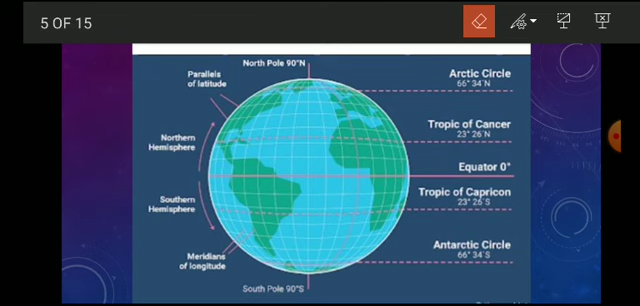 5 OF 15
North Pole 90°N
Parallels
of latitude
Arctic Circle
66° 34'N
Tropic of Cancer
23° 26'N
Northern
Hemisphere
Equator 0°
Tropic of Capricon
23° 26'S
Southern
Hemisphere
Antarctic Circle
66° 34'S
Meridians
of longitude
South Pole 90°S